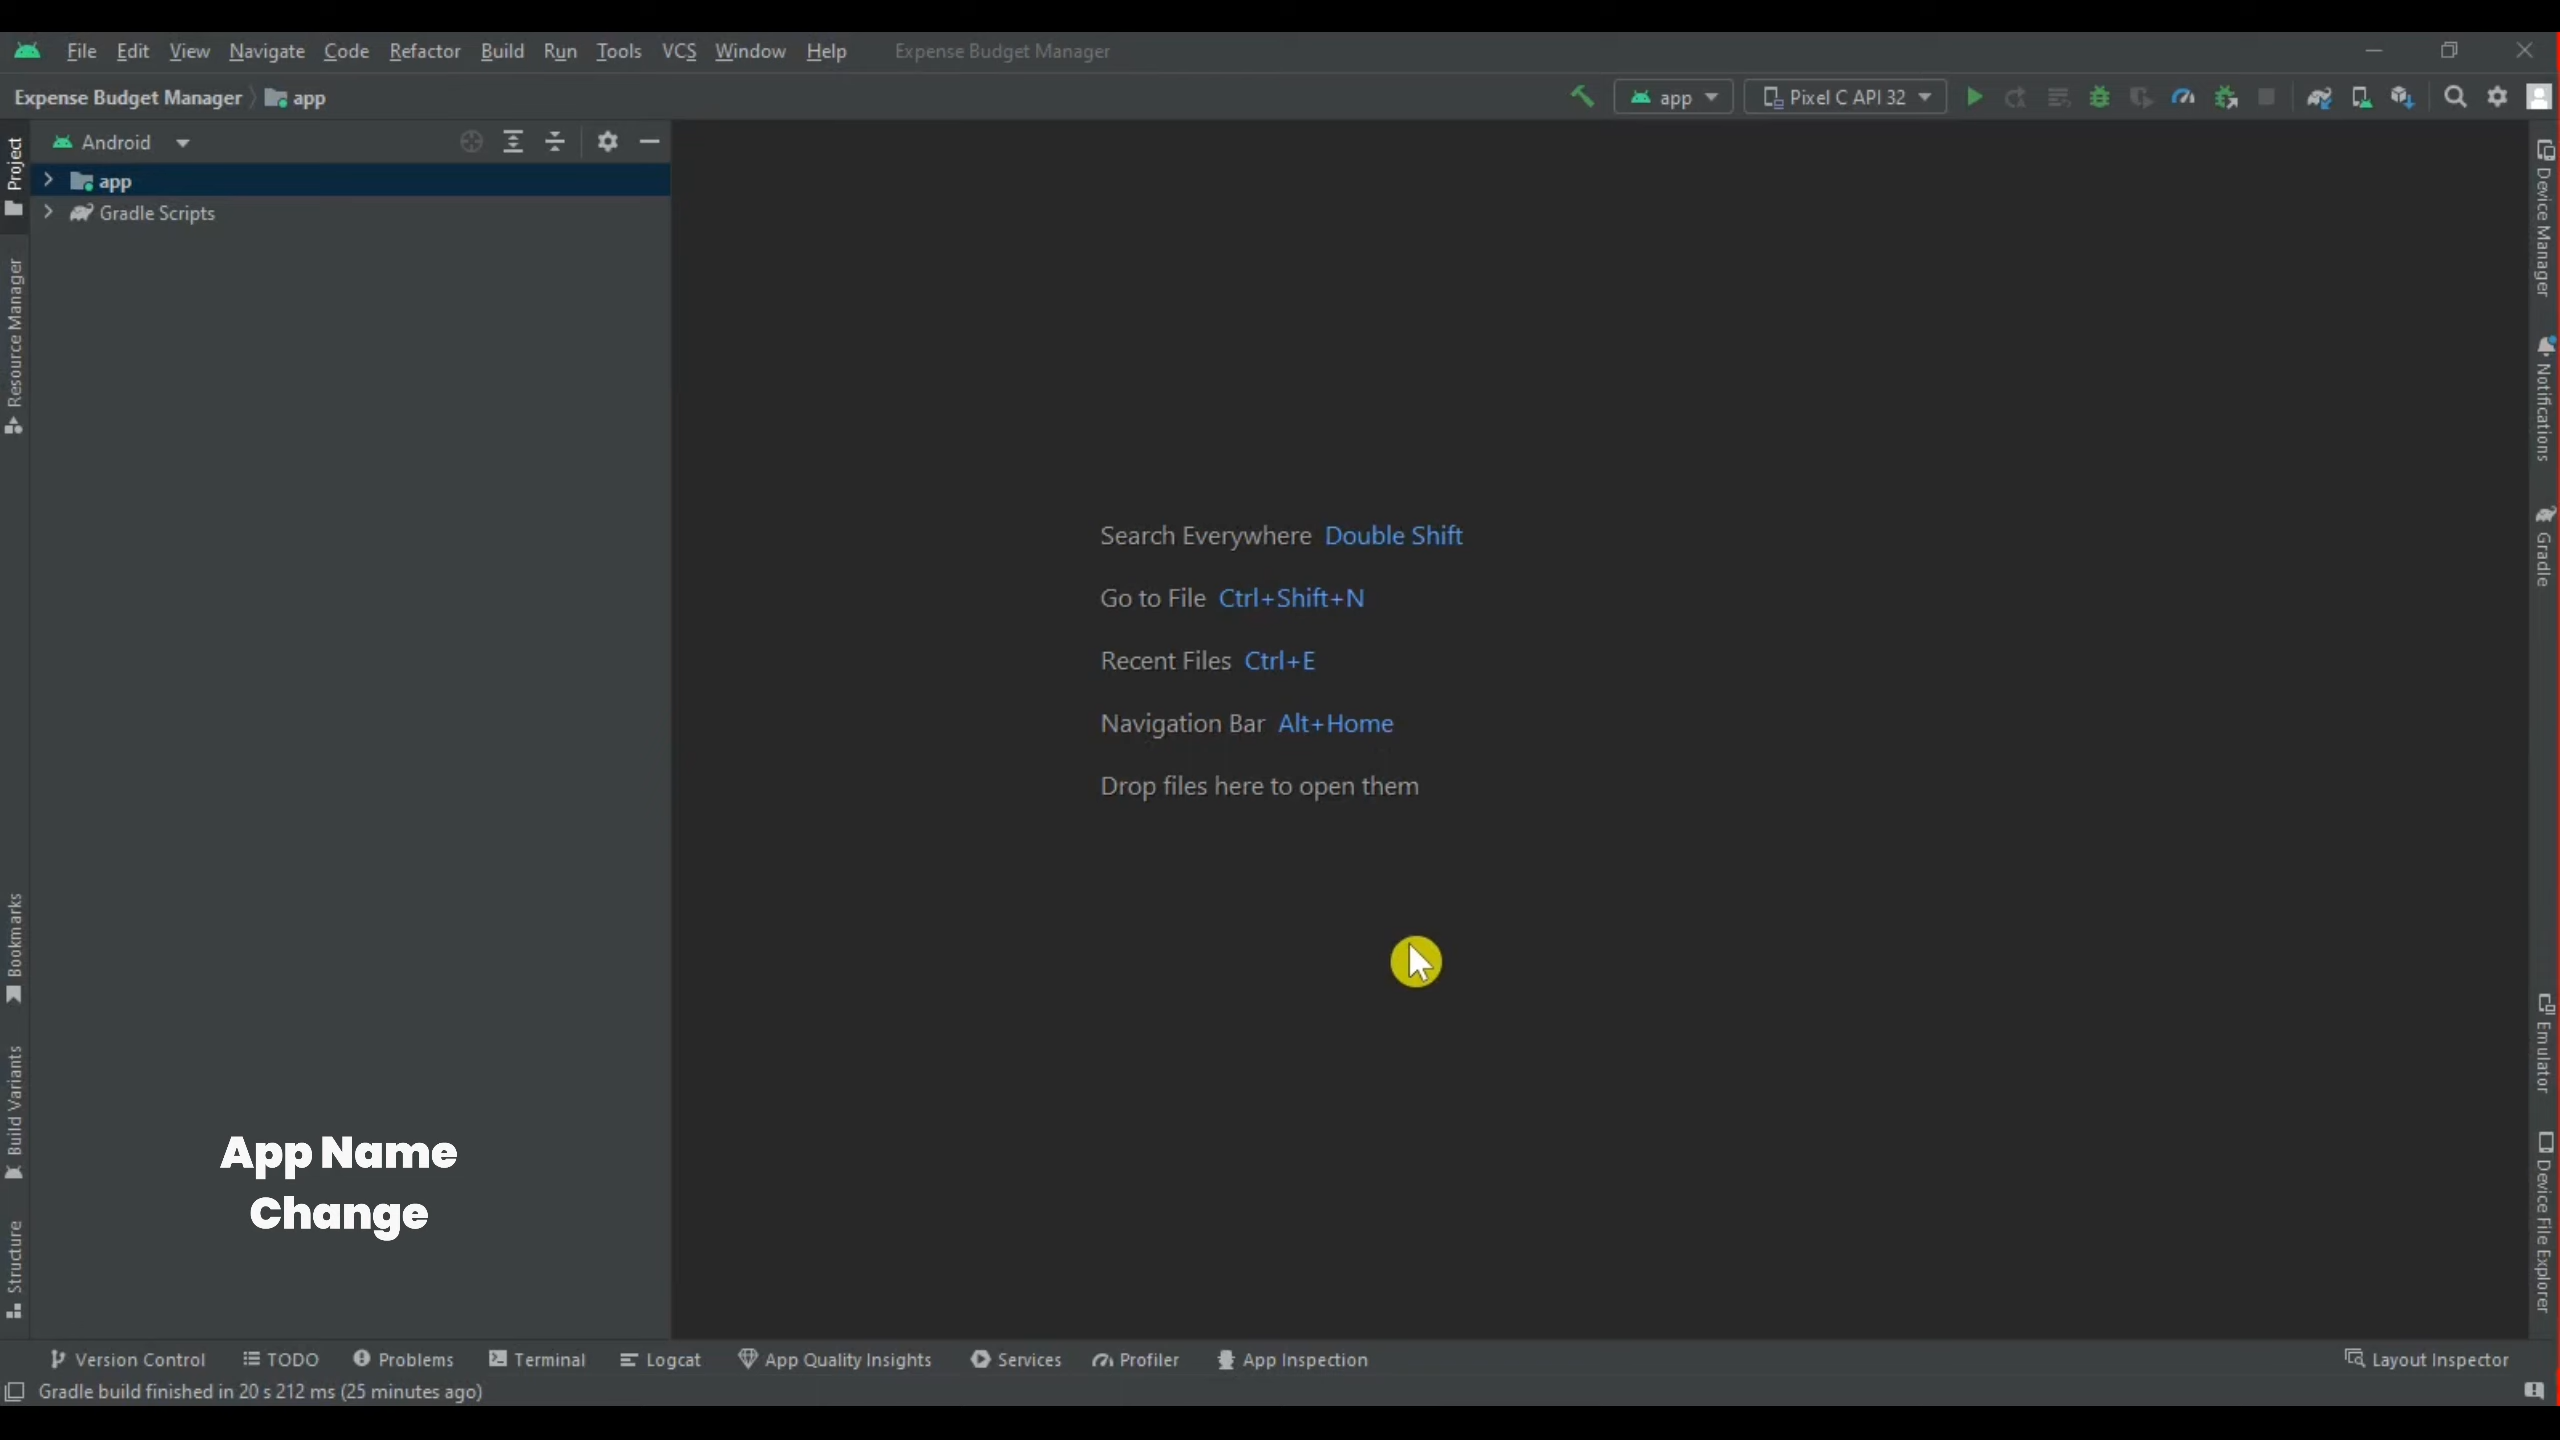 File Edit View Navigate Code Refactor Build Run Tools VCS Window Help Expense Budget Manager
Expense Budget Manager app
app Pixel C API 32
Android
app
Gradle Scripts
Project
Resource Manager
Bookmarks
Build Variants
Structure
Search Everywhere Double Shift
Go to File Ctrl+Shift+N
Recent Files Ctrl+E
Navigation Bar Alt+Home
Drop files here to open them
App Name
Change
Device Manager
Notifications
Gradle
Emulator
Device File Explorer
Version Control TODO Problems Terminal Logcat App Quality Insights Services Profiler App Inspection Layout Inspector
Gradle build finished in 20 s 212 ms (25 minutes ago)